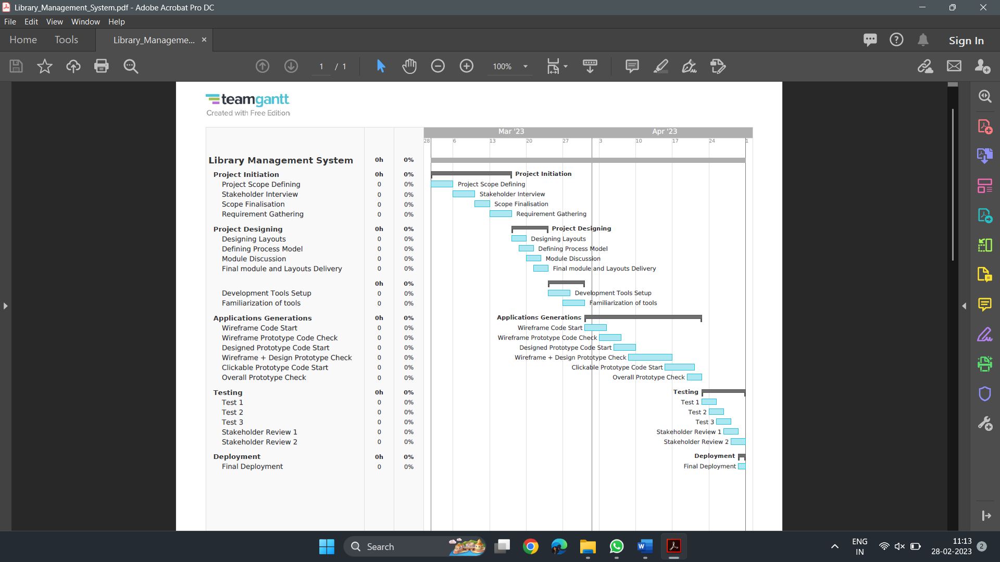 Library_Management_System.pdf - Adobe Acrobat Pro DC
File Edit View Window Help
Home Tools Library_Manageme... × Sign In
1 / 1 100%
teamgantt
Created with Free Edition
Mar '23 Apr '23
28 6 13 20 27 3 10 17 24 1
Library Management System 0h 0%
Project Initiation 0h 0% Project Initiation
Project Scope Defining 0 0% Project Scope Defining
Stakeholder Interview 0 0% Stakeholder Interview
Scope Finalisation 0 0% Scope Finalisation
Requirement Gathering 0 0% Requirement Gathering
Project Designing 0h 0% Project Designing
Designing Layouts 0 0% Designing Layouts
Defining Process Model 0 0% Defining Process Model
Module Discussion 0 0% Module Discussion
Final module and Layouts Delivery 0 0% Final module and Layouts Delivery
0h 0%
Development Tools Setup 0 0% Development Tools Setup
Familiarization of tools 0 0% Familiarization of tools
Applications Generations 0h 0% Applications Generations
Wireframe Code Start 0 0% Wireframe Code Start
Wireframe Prototype Code Check 0 0% Wireframe Prototype Code Check
Designed Prototype Code Start 0 0% Designed Prototype Code Start
Wireframe + Design Prototype Check 0 0% Wireframe + Design Prototype Check
Clickable Prototype Code Start 0 0% Clickable Prototype Code Start
Overall Prototype Check 0 0% Overall Prototype Check
Testing 0h 0% Testing
Test 1 0 0% Test 1
Test 2 0 0% Test 2
Test 3 0 0% Test 3
Stakeholder Review 1 0 0% Stakeholder Review 1
Stakeholder Review 2 0 0% Stakeholder Review 2
Deployment 0h 0% Deployment
Final Deployment 0 0% Final Deployment
Search
ENG
IN
11:13
28-02-2023
2